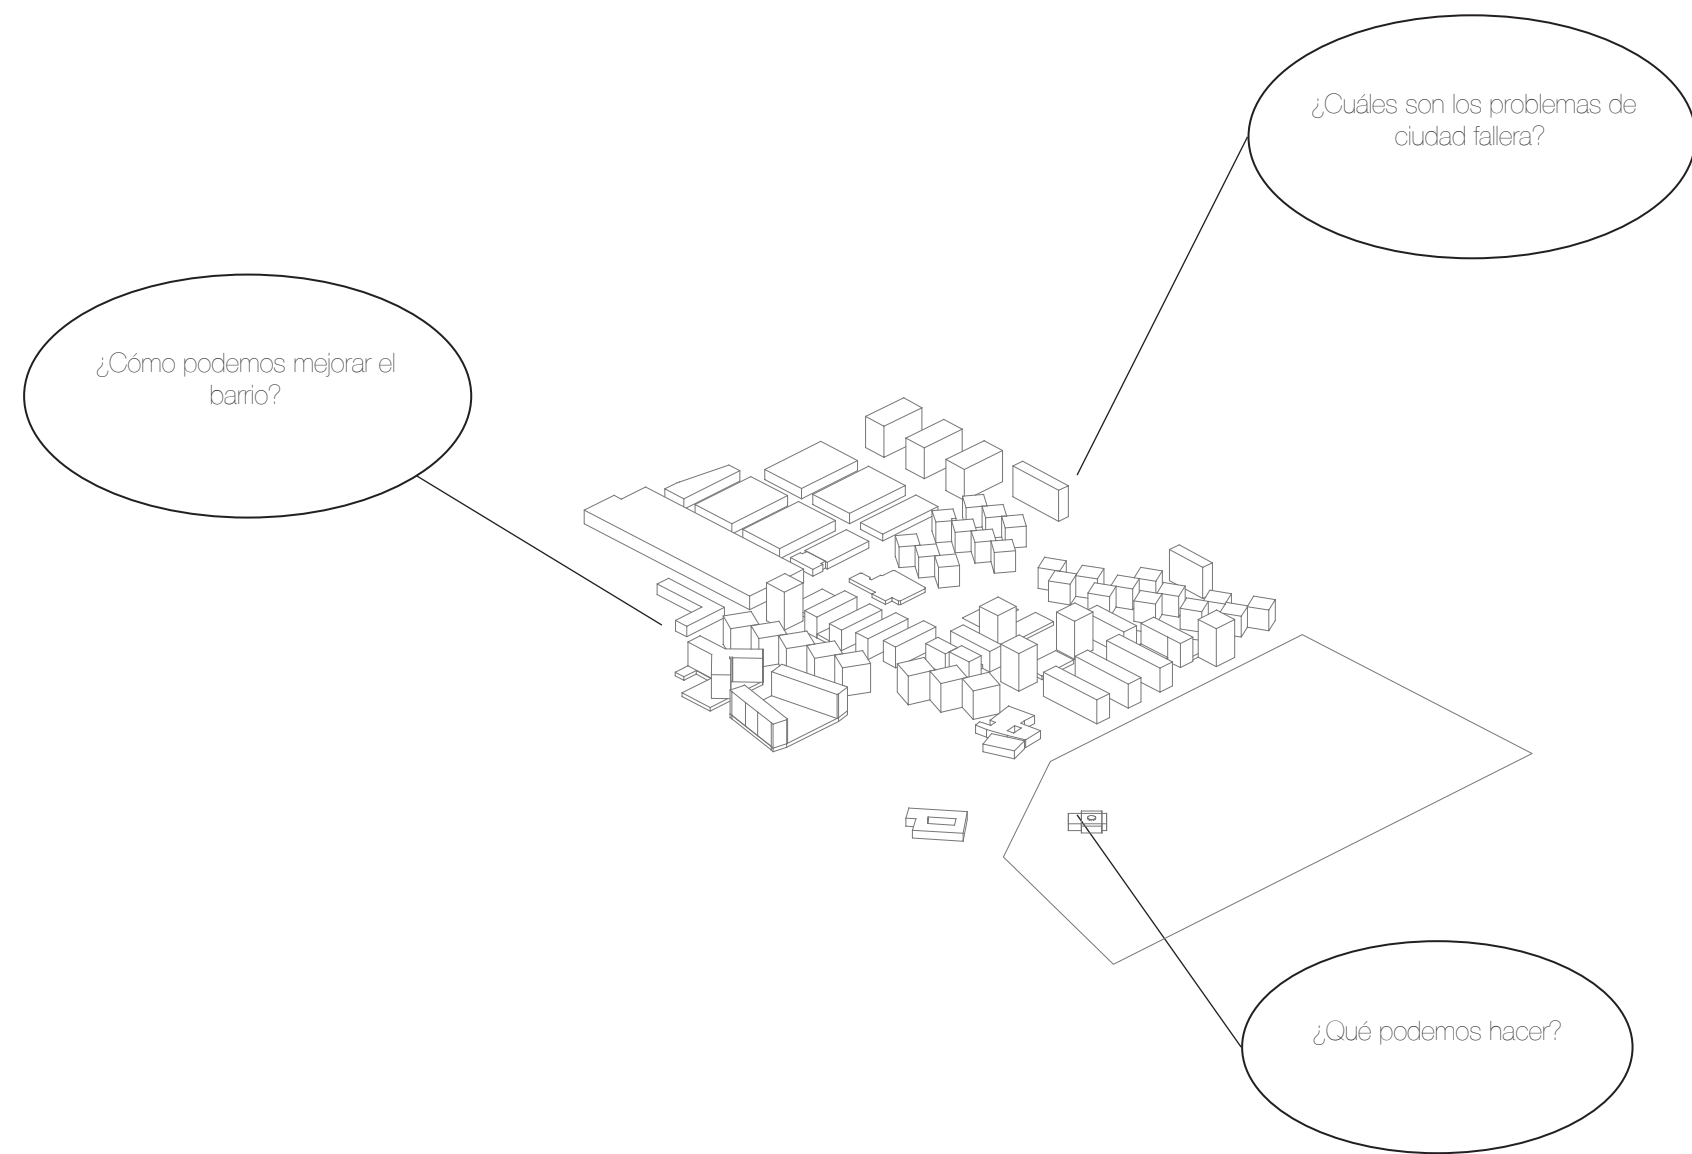 ¿Cuáles son los problemas de
ciudad fallera?
¿Cómo podemos mejorar el
barrio?
¿Qué podemos hacer?